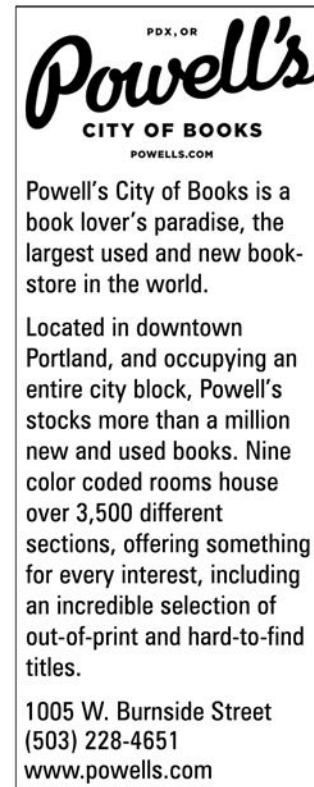 PDX, OR
Powell's
CITY OF BOOKS
POWELLS.COM
Powell's City of Books is a
book lover's paradise, the
largest used and new book-
store in the world.
Located in downtown
Portland, and occupying an
entire city block, Powell's
stocks more than a million
new and used books. Nine
color coded rooms house
over 3,500 different
sections, offering something
for every interest, including
an incredible selection of
out-of-print and hard-to-find
titles.
1005 W. Burnside Street
(503) 228-4651
www.powells.com